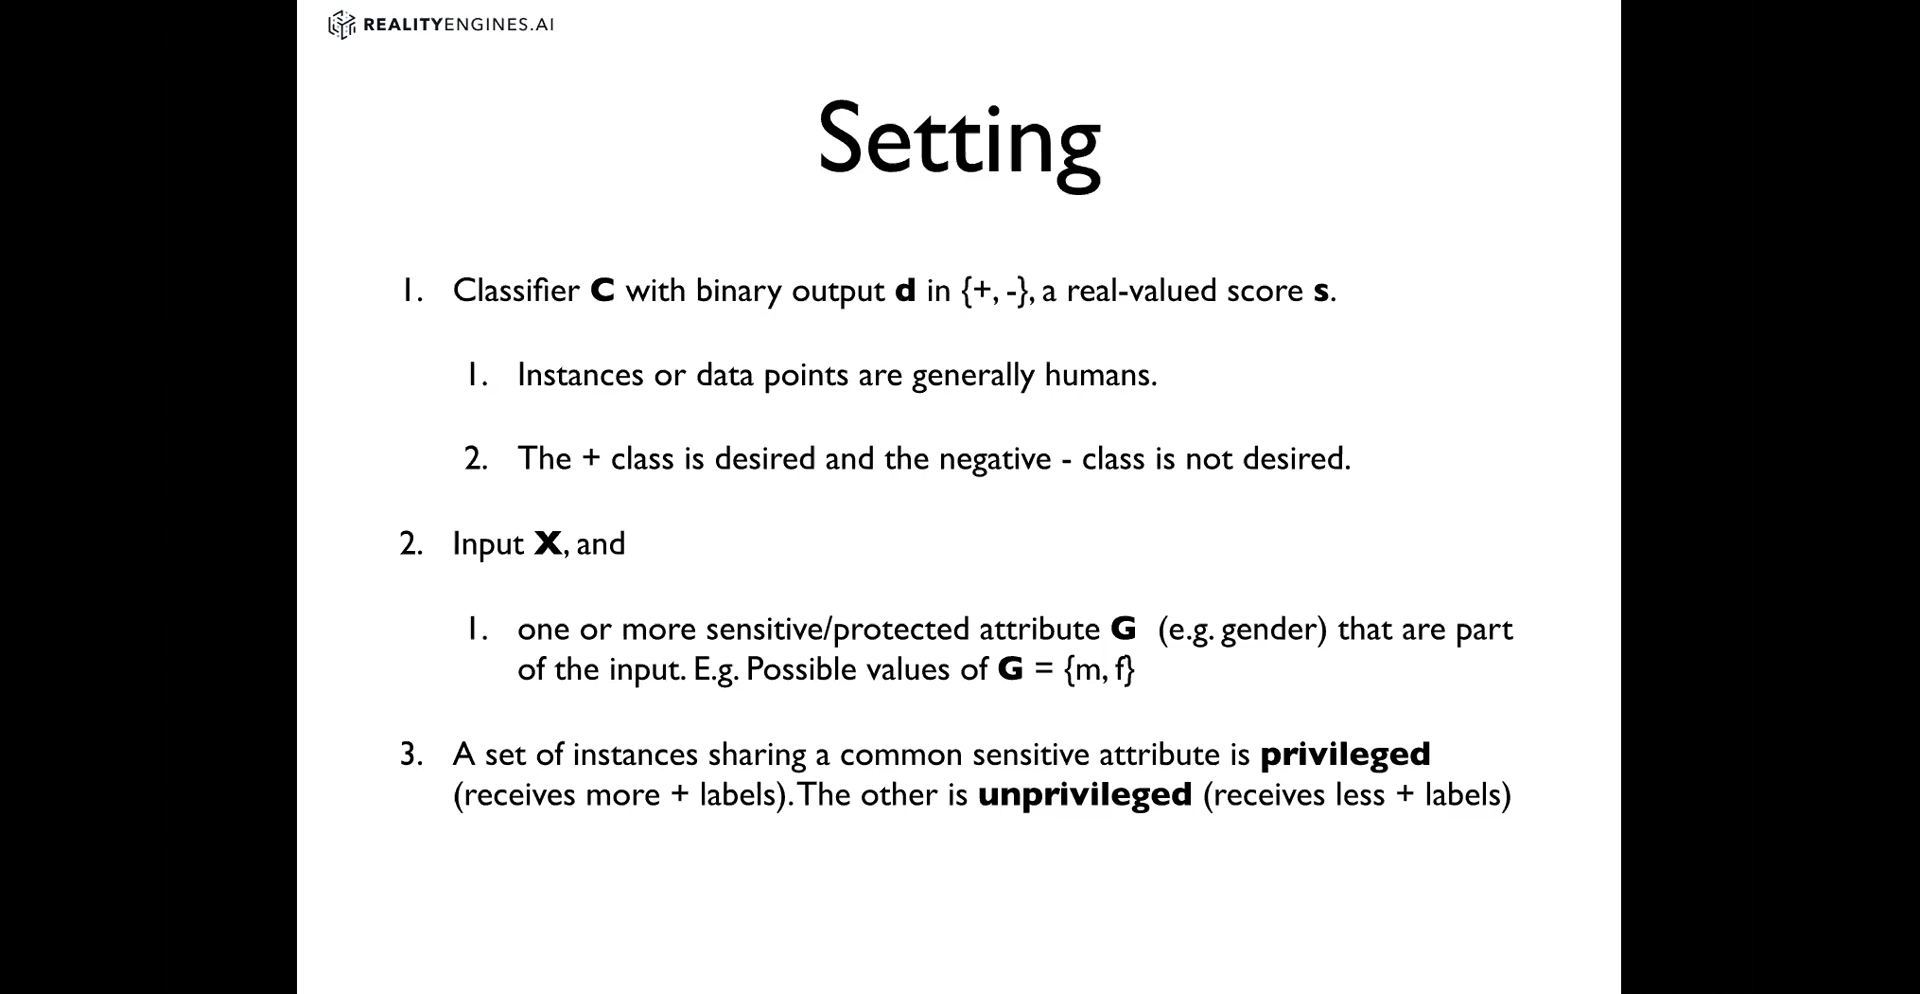 REALITYENGINES.AI
Setting
1. Classifier C with binary output d in {+, -}, a real-valued score s.
1. Instances or data points are generally humans.
2. The + class is desired and the negative - class is not desired.
2. Input X, and
1. one or more sensitive/protected attribute G (e.g. gender) that are part
of the input. E.g. Possible values of G = {m, f}
3. A set of instances sharing a common sensitive attribute is privileged
(receives more + labels). The other is unprivileged (receives less + labels)